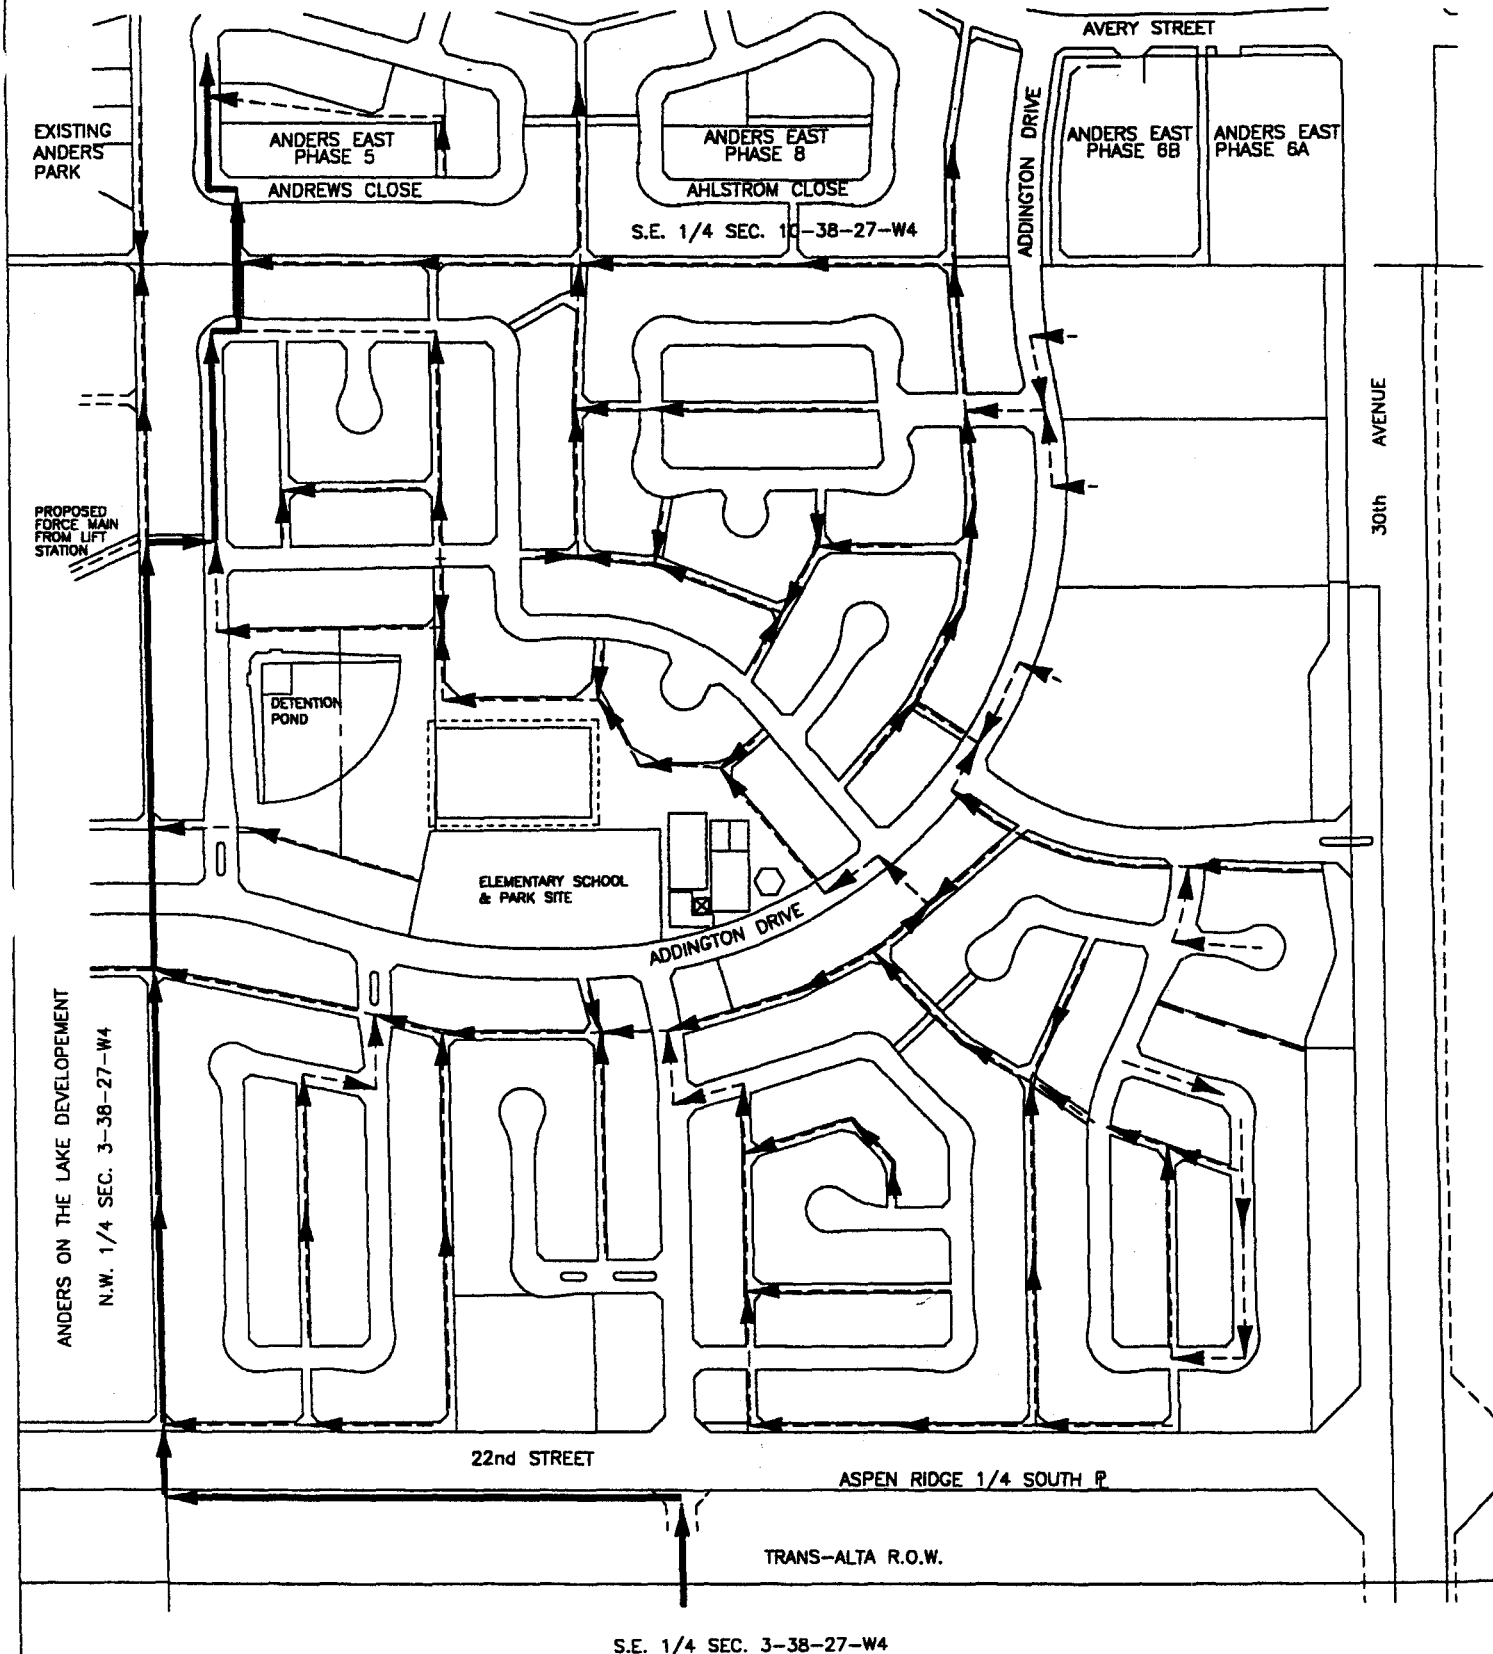 AVERY STREET
EXISTING
ANDERS
PARK
ANDERS EAST
PHASE 5
ANDERS EAST
PHASE 8
ADDINGTON DRIVE
ANDERS EAST
PHASE 6B
ANDERS EAST
PHASE 6A
ANDREWS CLOSE
AHLSTROM CLOSE
S.E. 1/4 SEC. 10-38-27-W4
30th AVENUE
PROPOSED
FORCE MAIN
FROM LIFT
STATION
DETENTION
POND
ELEMENTARY SCHOOL
& PARK SITE
ADDINGTON DRIVE
ANDERS ON THE LAKE DEVELOPEMENT
N.W. 1/4 SEC. 3-38-27-W4
22nd STREET
ASPEN RIDGE 1/4 SOUTH PL
TRANS-ALTA R.O.W.
S.E. 1/4 SEC. 3-38-27-W4